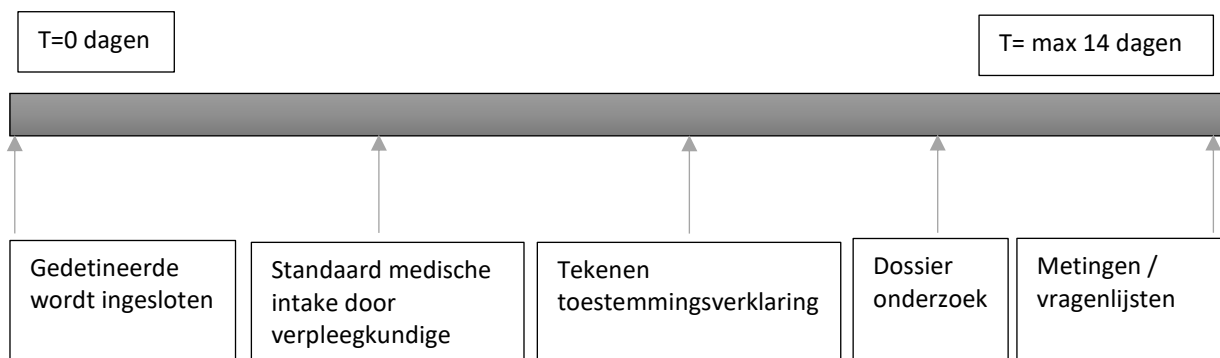 T=0 dagen
T= max 14 dagen
Gedetineerde
wordt ingesloten
Standaard medische
intake door
verpleegkundige
Tekenen
toestemmingsverklaring
Dossier
onderzoek
Metingen /
vragenlijsten